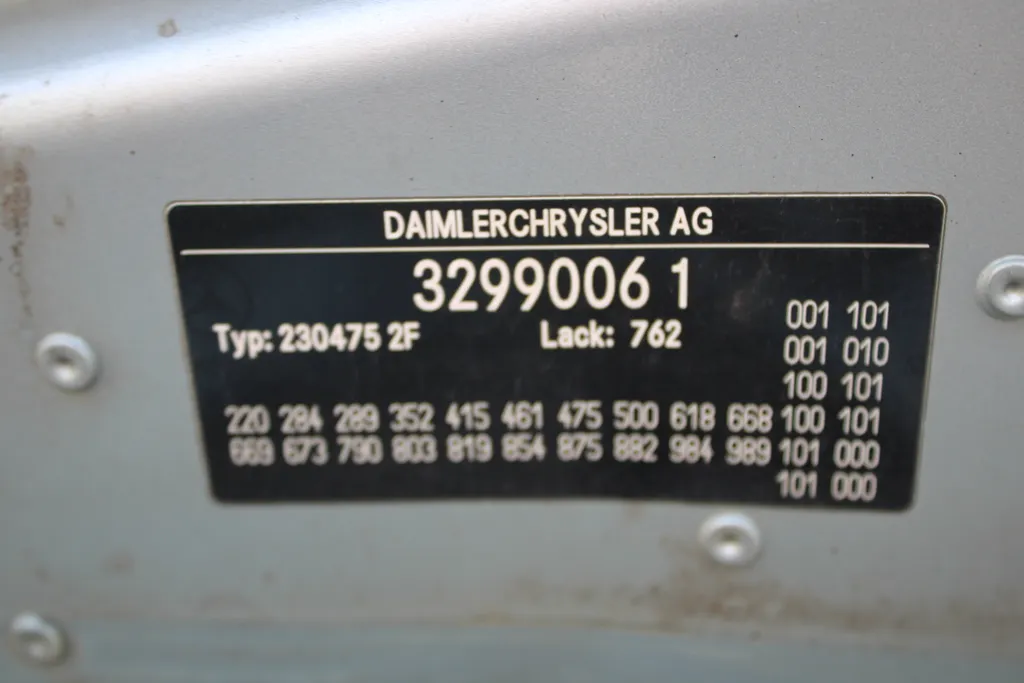 DAIMLERCHRYSLER AG
3299006 1
Typ: 230475 2F Lack: 762
001 101
001 010
100 101
220 284 289 352 415 461 475 500 618 668 100 101
669 673 790 803 819 854 875 882 984 989 101 000
101 000